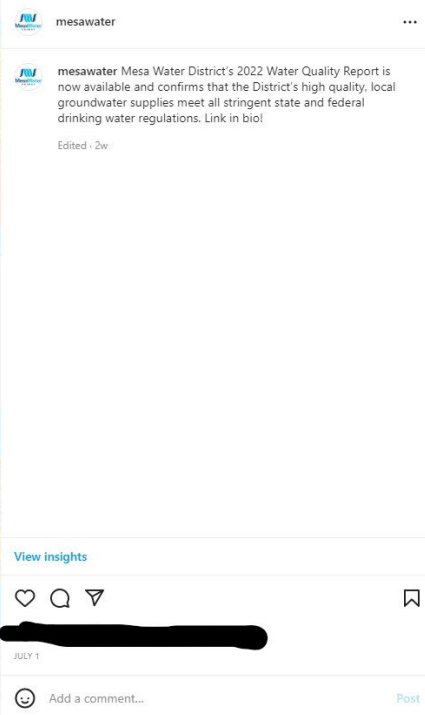 mesawater
mesawater Mesa Water District's 2022 Water Quality Report is
now available and confirms that the District's high quality, local
groundwater supplies meet all stringent state and federal
drinking water regulations. Link in bio!
Edited · 2w
View insights
JULY 1
Add a comment...
Post